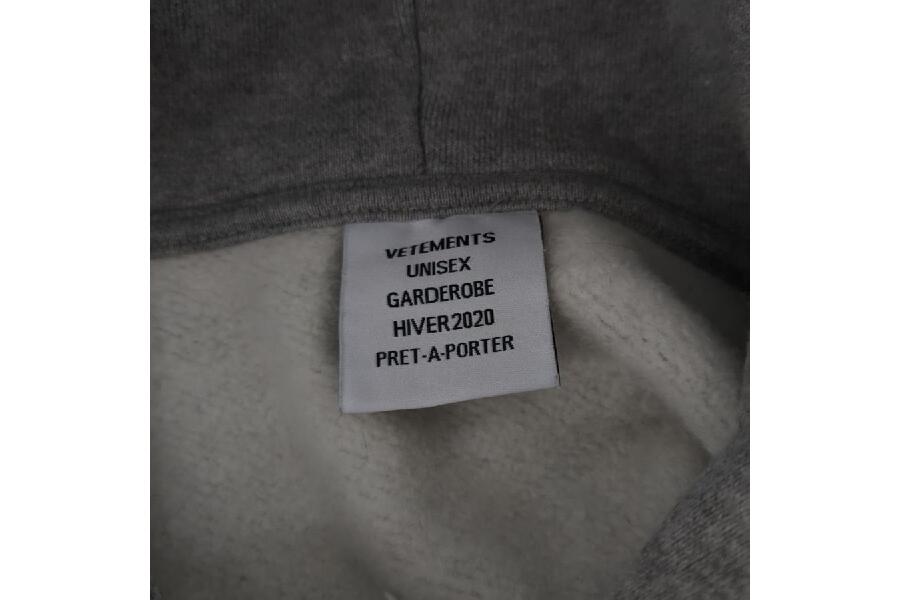 VETEMENTS
UNISEX
GARDEROBE
HIVER 2020
PRET-A-PORTER